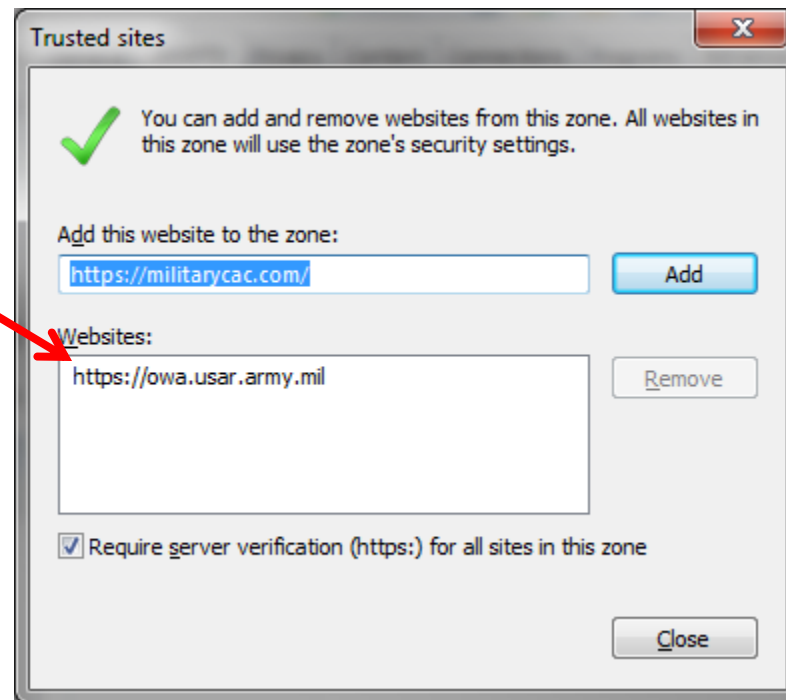 Trusted sites
You can add and remove websites from this zone. All websites in
this zone will use the zone's security settings.
Add this website to the zone:
https://militarycac.com/
Add
Websites:
https://owa.usar.army.mil
Remove
Require server verification (https:) for all sites in this zone
Close